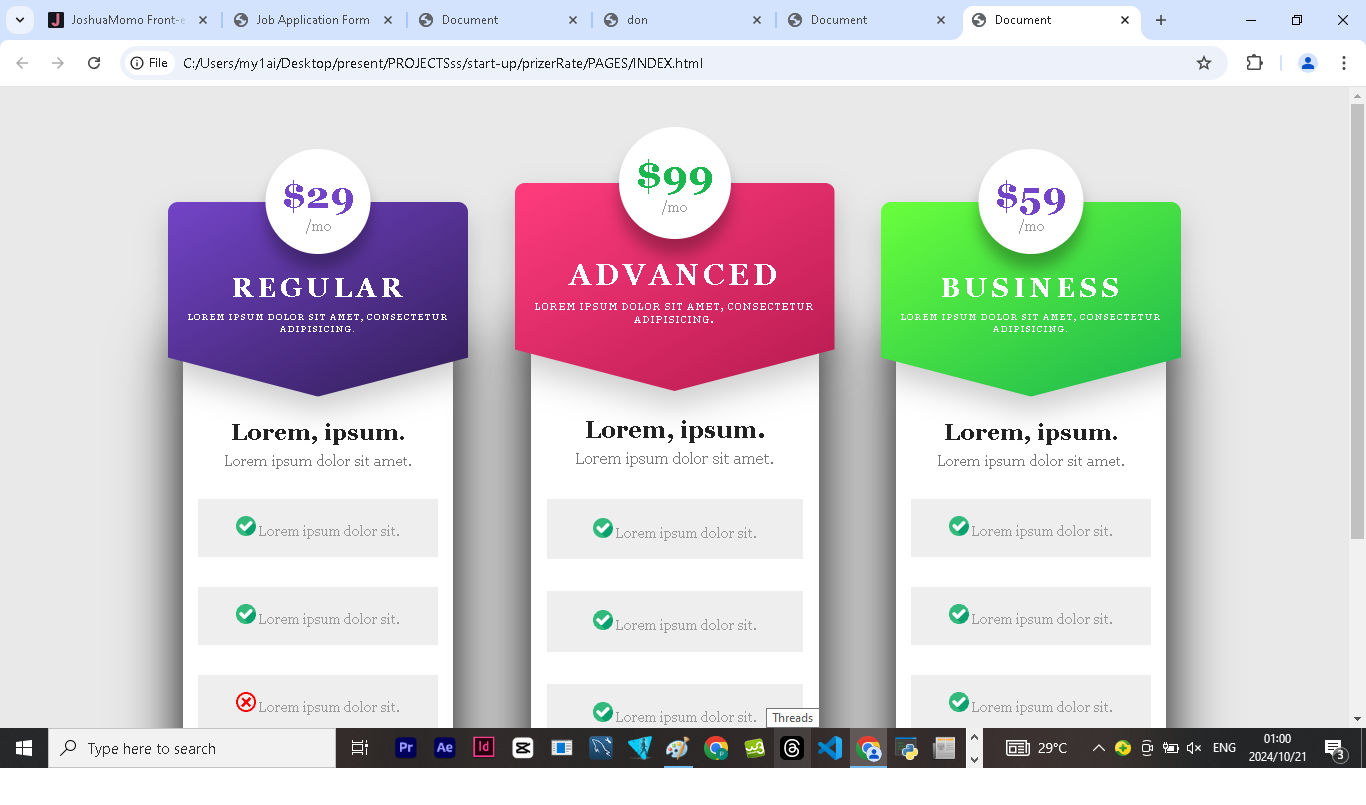 JoshuaMomo Front-e
Job Application Form
Document
don
Document
Document
File
C:/Users/my1ai/Desktop/present/PROJECTSss/start-up/prizerRate/PAGES/INDEX.html
$29
/mo
REGULAR
LOREM IPSUM DOLOR SIT AMET, CONSECTETUR
ADIPISICING.
Lorem, ipsum.
Lorem ipsum dolor sit amet.
Lorem ipsum dolor sit.
Lorem ipsum dolor sit.
Lorem ipsum dolor sit.
$99
/mo
ADVANCED
LOREM IPSUM DOLOR SIT AMET, CONSECTETUR
ADIPISICING.
Lorem, ipsum.
Lorem ipsum dolor sit amet.
Lorem ipsum dolor sit.
Lorem ipsum dolor sit.
Lorem ipsum dolor sit.
$59
/mo
BUSINESS
LOREM IPSUM DOLOR SIT AMET, CONSECTETUR
ADIPISICING.
Lorem, ipsum.
Lorem ipsum dolor sit amet.
Lorem ipsum dolor sit.
Lorem ipsum dolor sit.
Lorem ipsum dolor sit.
Threads
Type here to search
Pr
Ae
Id
29°C
ENG
01:00
2024/10/21
3